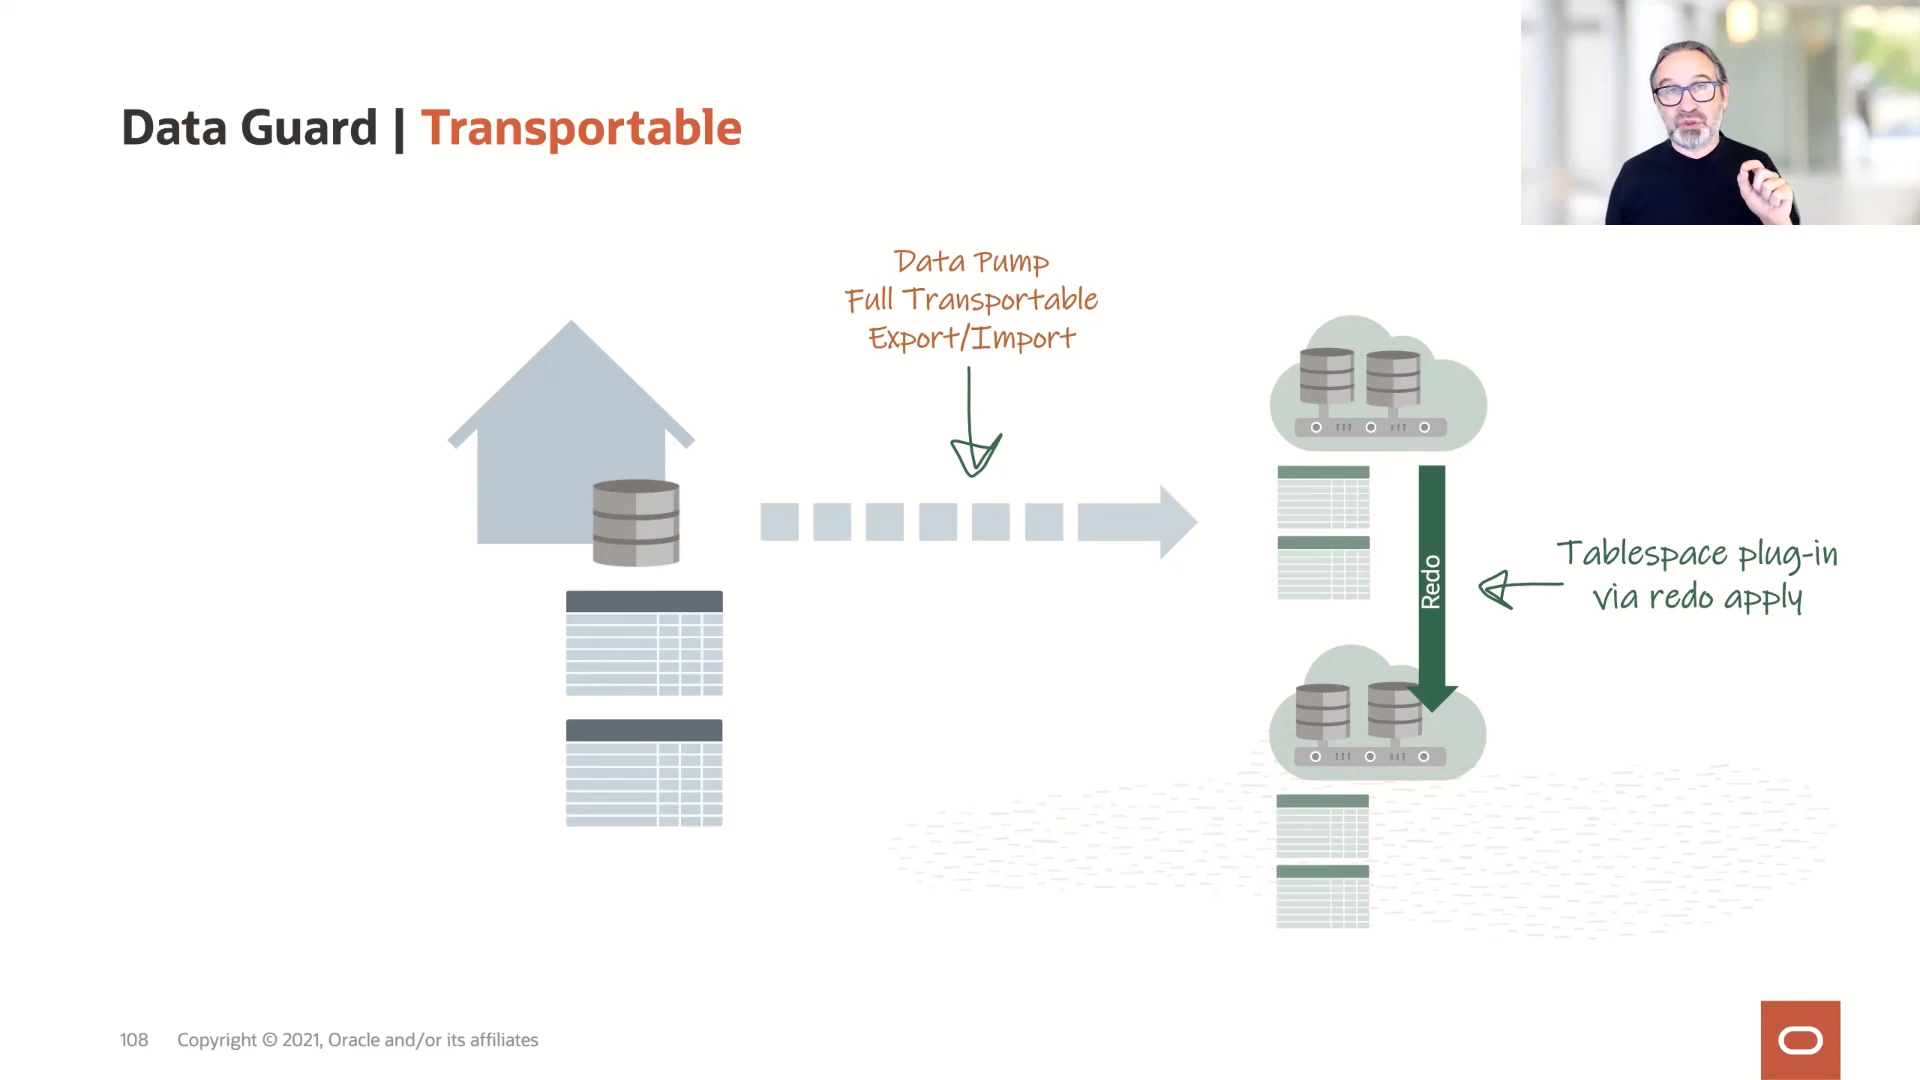 Data Guard | Transportable
Data Pump
Full Transportable
Export/Import
Redo
Tablespace plug-in
via redo apply
108 Copyright © 2021, Oracle and/or its affiliates